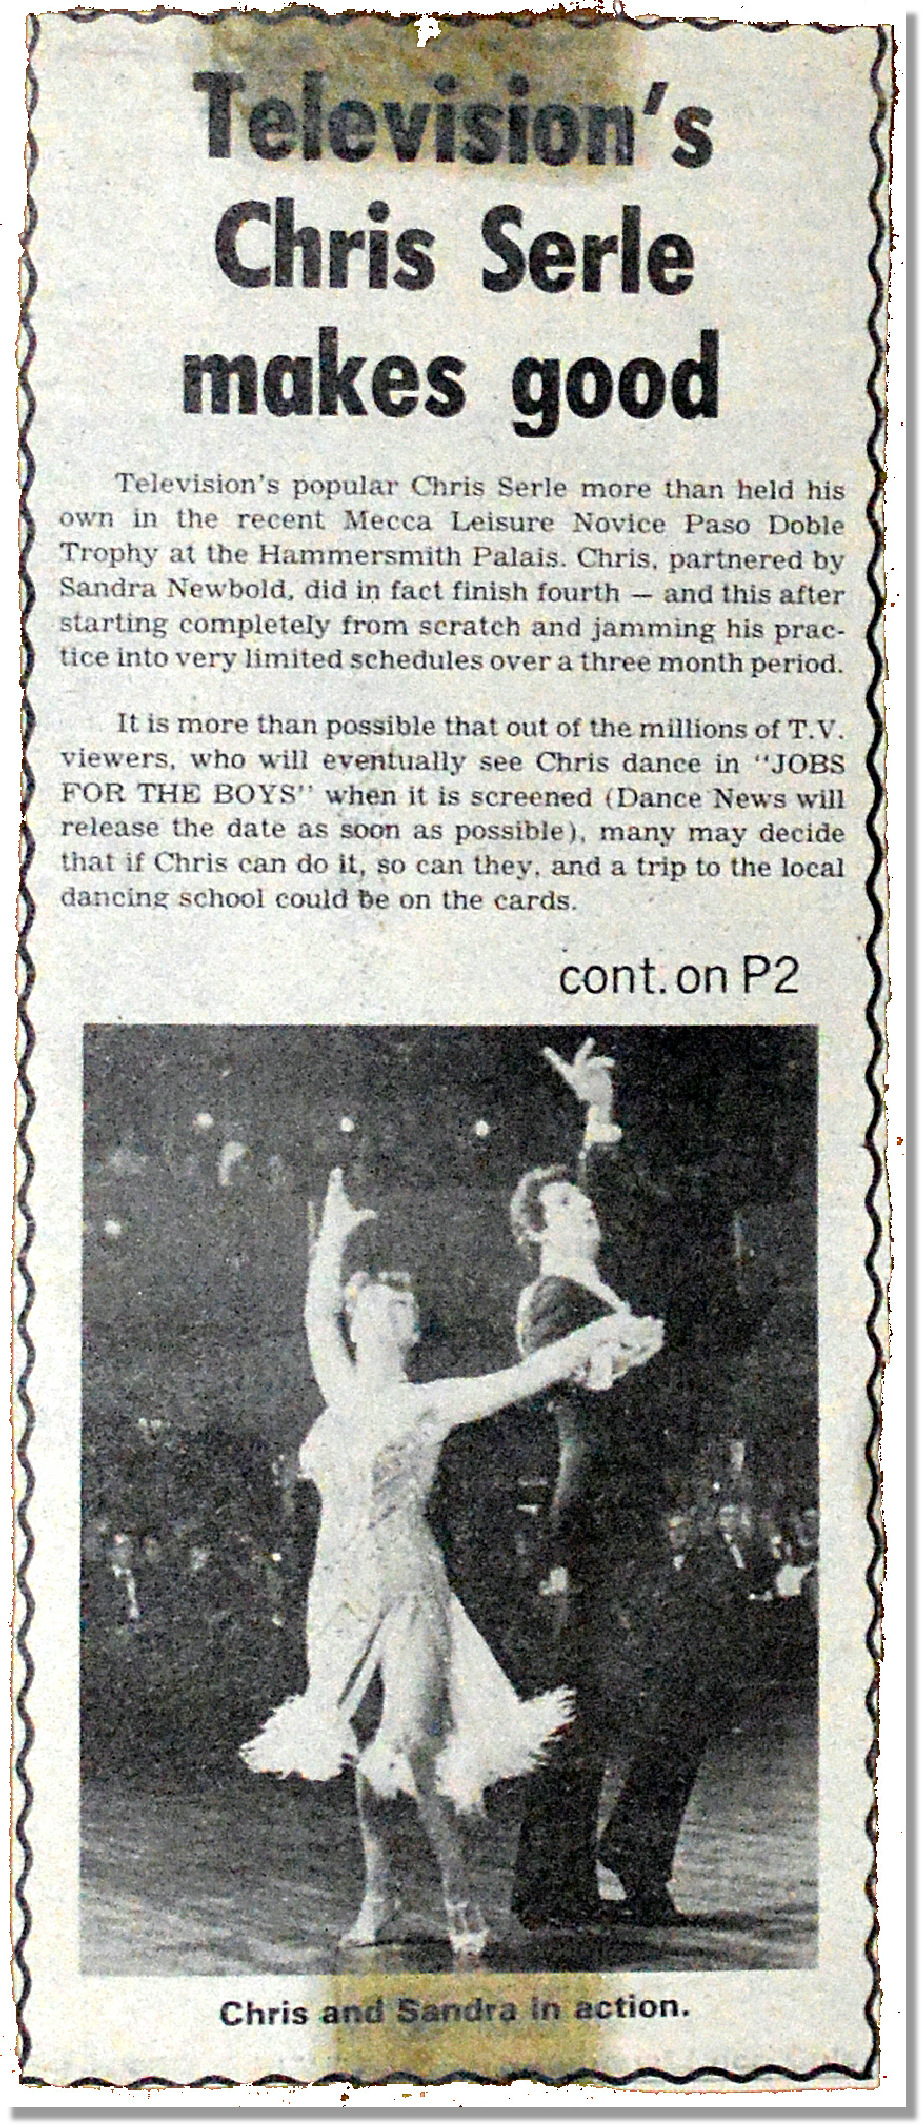 Television's
Chris Serle
makes good
Television's popular Chris Serle more than held his
own in the recent Mecca Leisure Novice Paso Doble
Trophy at the Hammersmith Palais. Chris, partnered by
Sandra Newbold, did in fact finish fourth — and this after
starting completely from scratch and jamming his prac-
tice into very limited schedules over a three month period.
It is more than possible that out of the millions of T.V.
viewers, who will eventually see Chris dance in "JOBS
FOR THE BOYS" when it is screened (Dance News will
release the date as soon as possible), many may decide
that if Chris can do it, so can they, and a trip to the local
dancing school could be on the cards.
cont. on P2
Chris and Sandra in action.